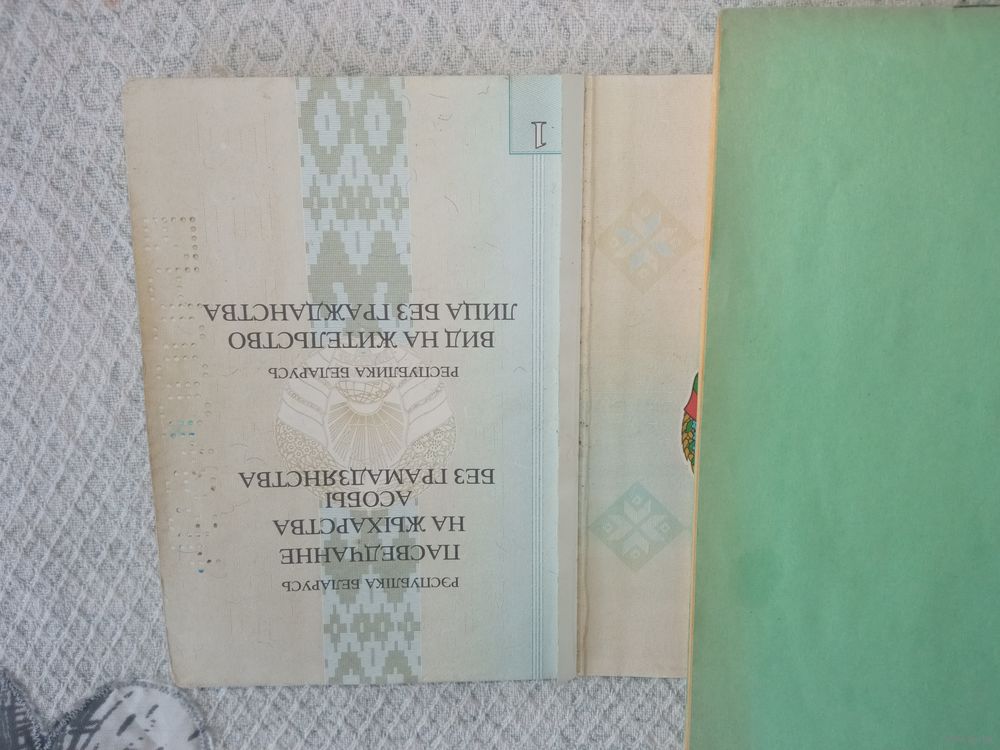 РЭСПУБЛІКА БЕЛАРУСЬ
ПАСВЕДЧАННЕ
НА ЖЫХАРСТВА
АСОБЫ
БЕЗ ГРАМАДЗЯНСТВА
РЕСПУБЛИКА БЕЛАРУСЬ
ВИД НА ЖИТЕЛЬСТВО
ЛИЦА БЕЗ ГРАЖДАНСТВА
1